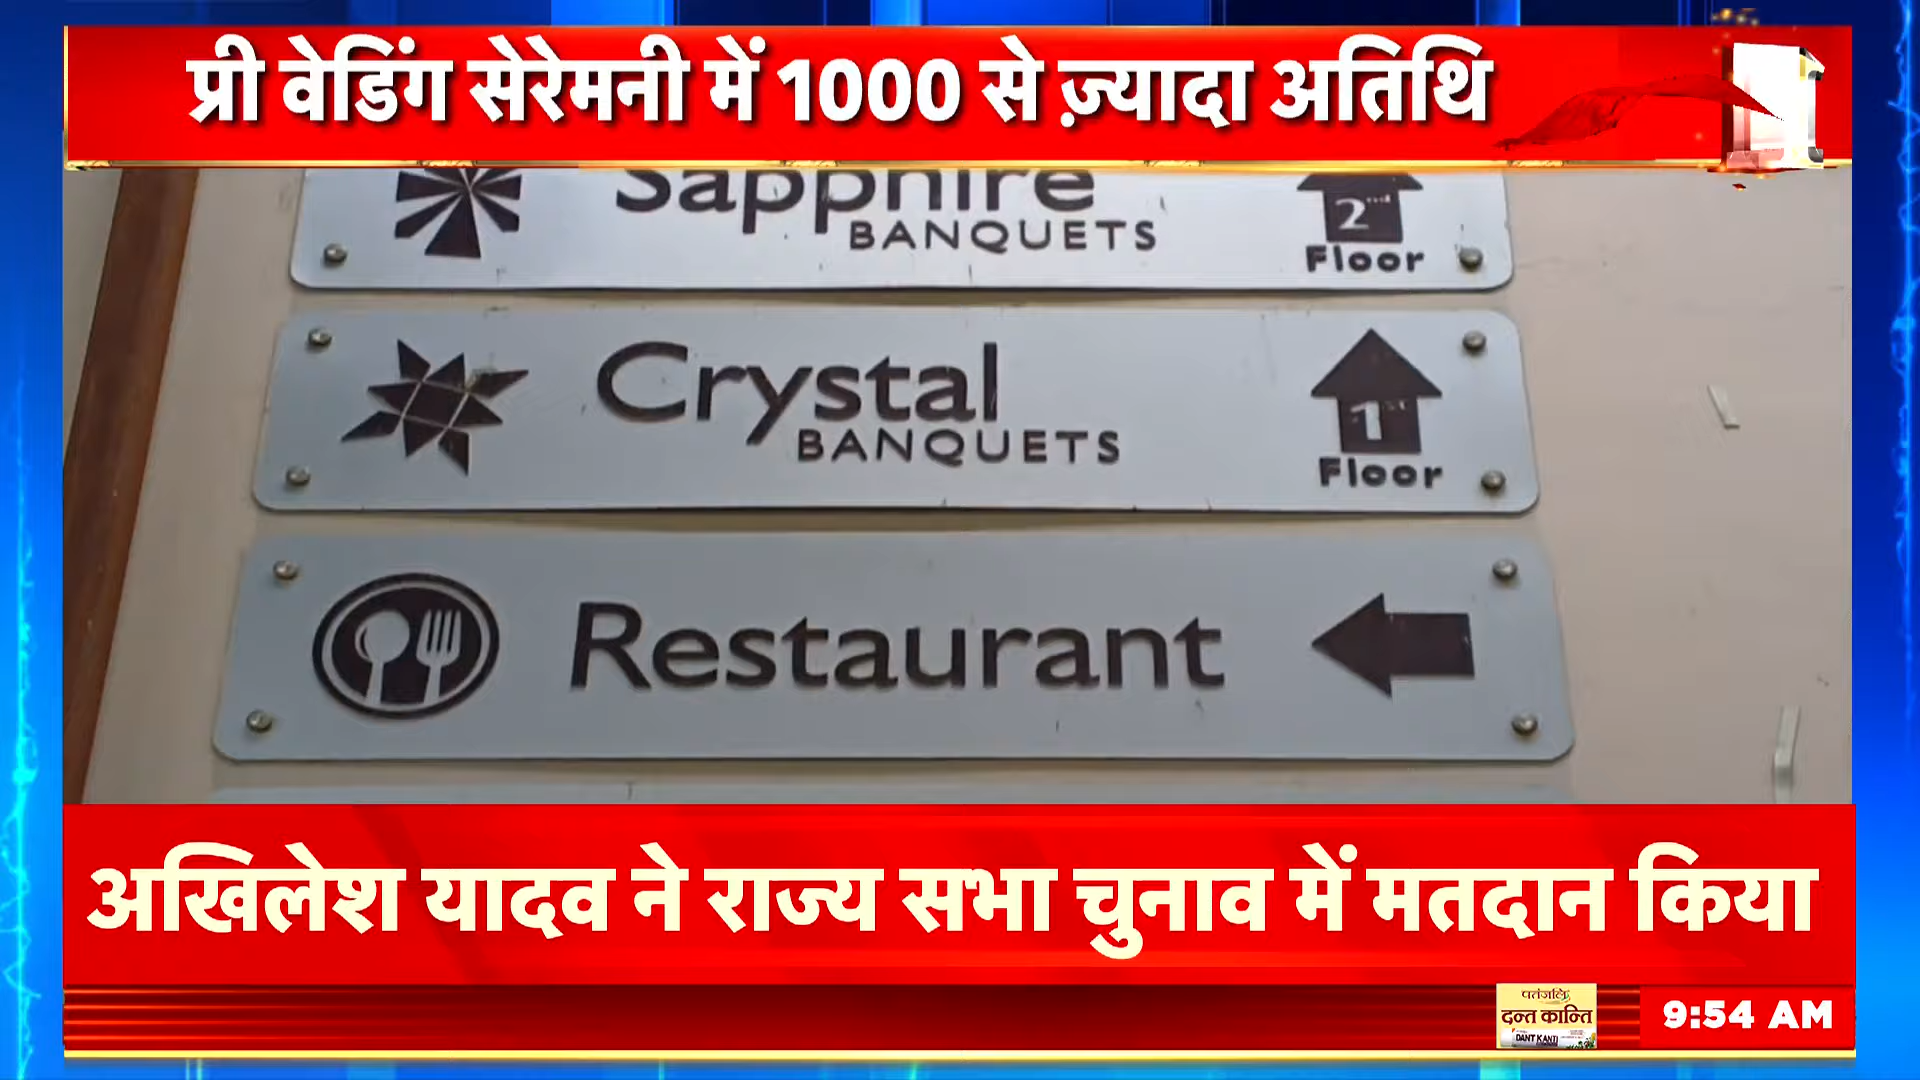 प्री वेडिंग सेरेमनी में 1000 से ज़्यादा अतिथि
1
Sapphire
BANQUETS
2nd
Floor
Crystal
BANQUETS
1st
Floor
Restaurant
अखिलेश यादव ने राज्य सभा चुनाव में मतदान किया
पतंजलि
दन्त कान्ति
DANT KANTI
9:54 AM